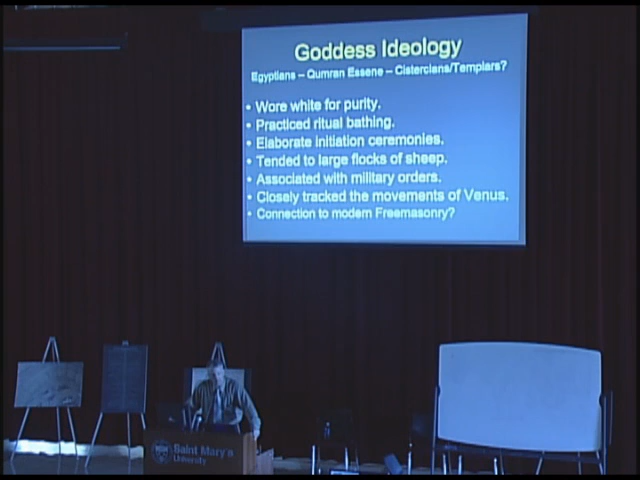 Goddess Ideology
Egyptians – Qumran Essene – Cistercians/Templars?
• Wore white for purity.
• Practiced ritual bathing.
• Elaborate initiation ceremonies.
• Tended to large flocks of sheep.
• Associated with military orders.
• Closely tracked the movements of Venus.
• Connection to modern Freemasonry?
Saint Mary's
University